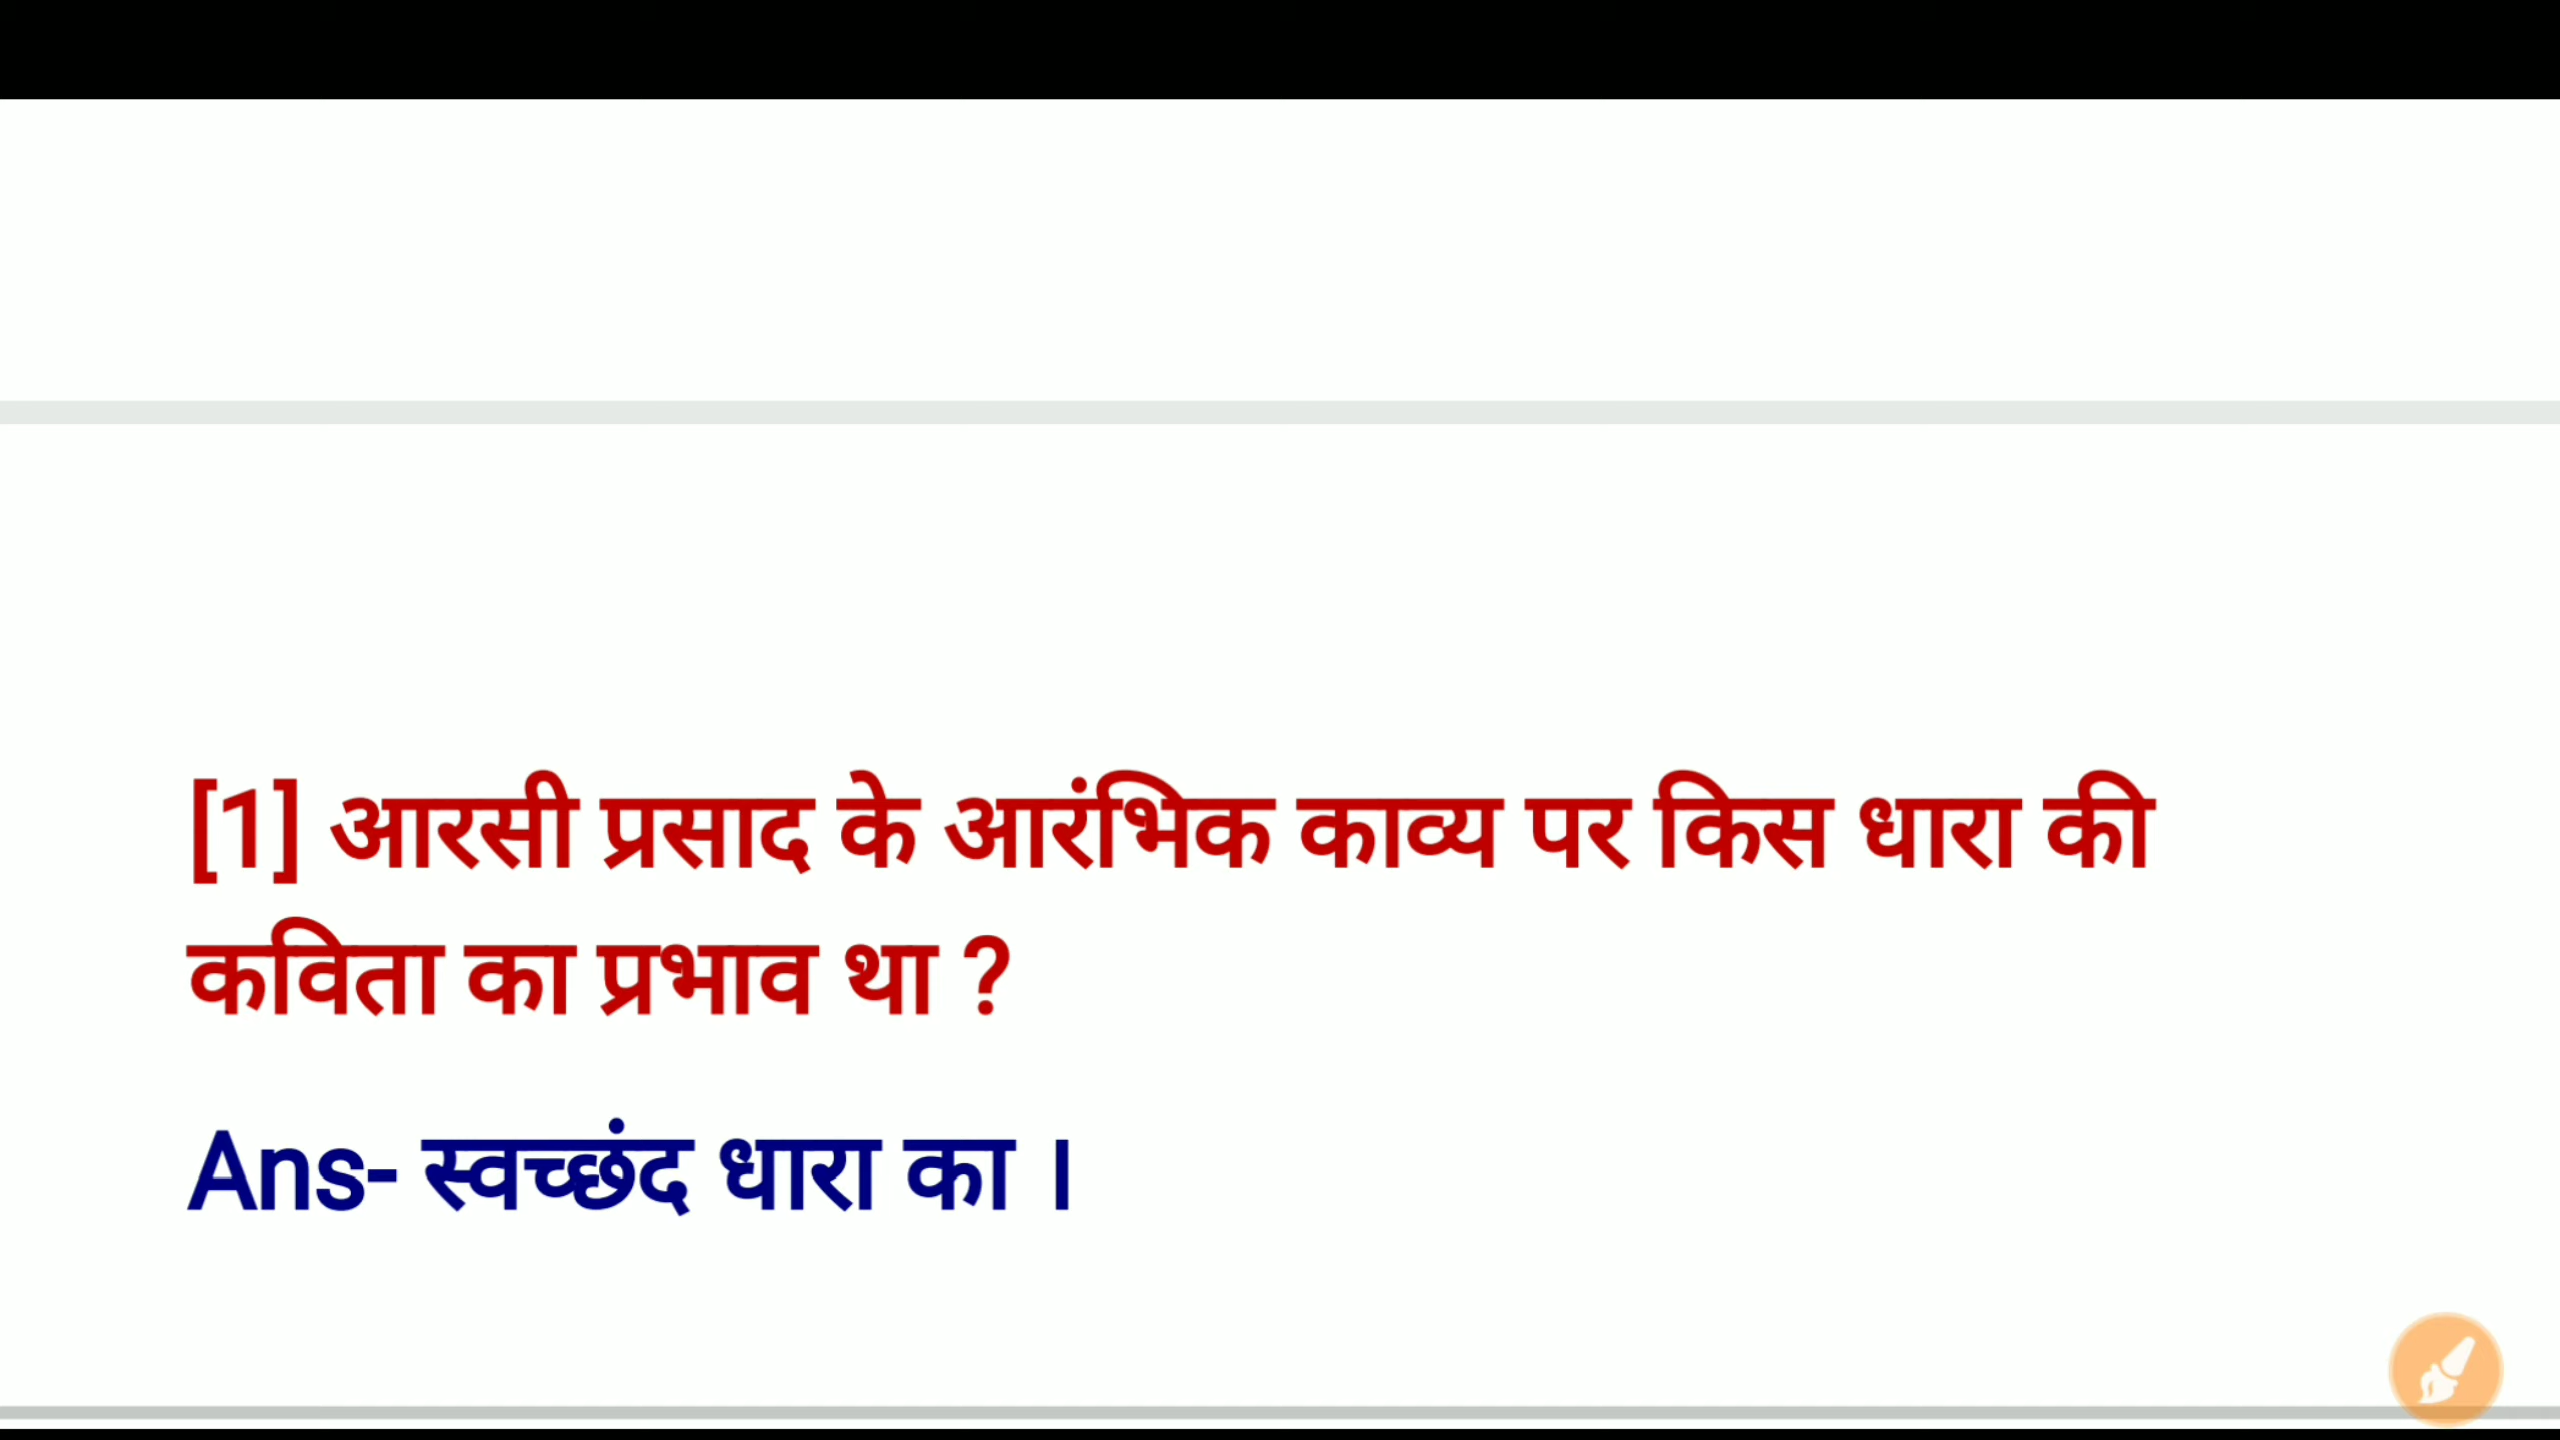 [1] आरसी प्रसाद के आरंभिक काव्य पर किस धारा की
कविता का प्रभाव था ?
Ans- स्वच्छंद धारा का ।